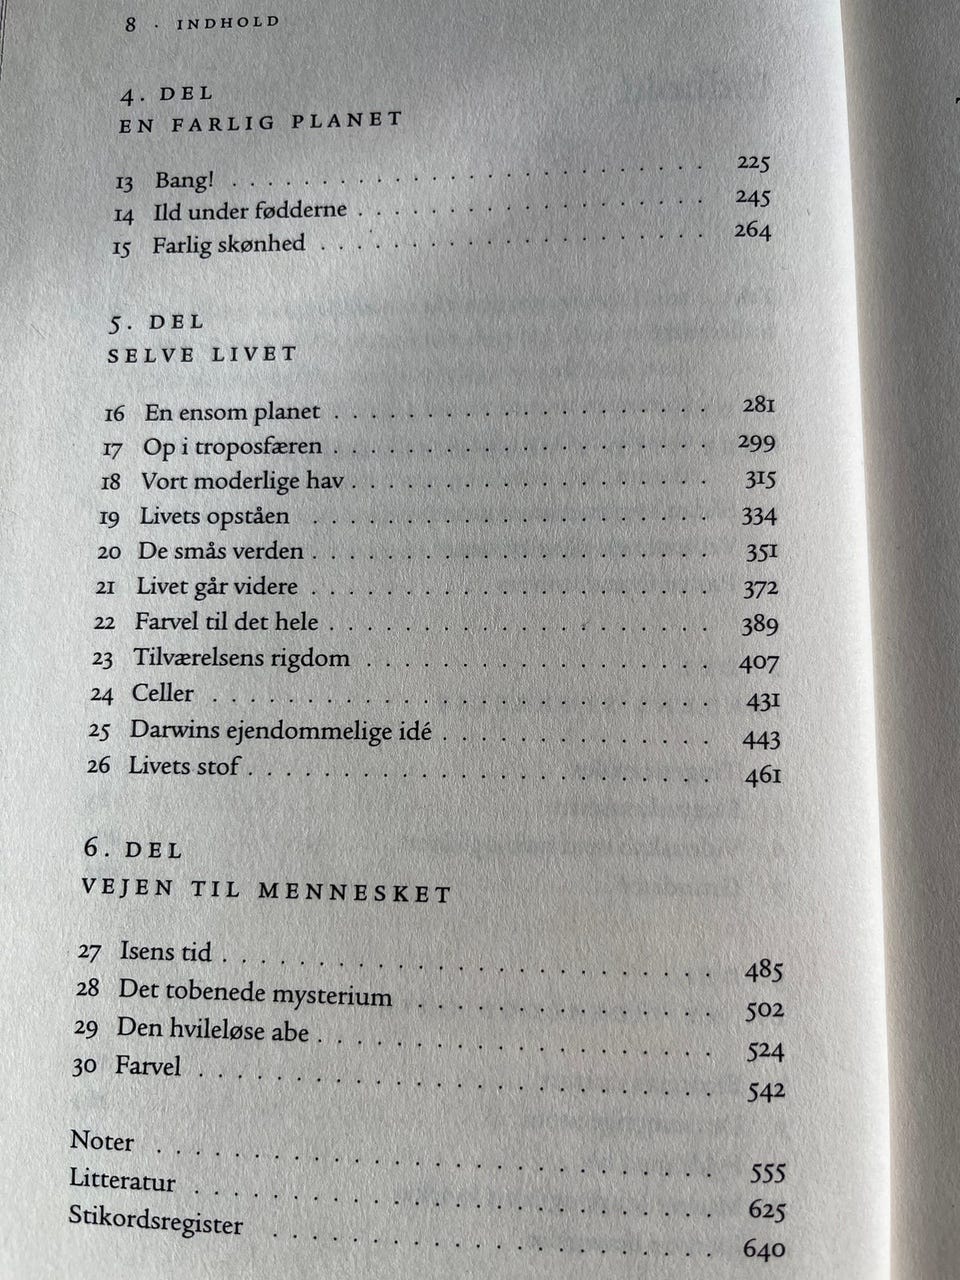 8 · INDHOLD
4. DEL
EN FARLIG PLANET
13 Bang! . . . . . . . . . . . . . . . . . . . . . . . . . . 225
14 Ild under fødderne . . . . . . . . . . . . . . . . . . . 245
15 Farlig skønhed . . . . . . . . . . . . . . . . . . . . . 264
5. DEL
SELVE LIVET
16 En ensom planet . . . . . . . . . . . . . . . . . . . . 281
17 Op i troposfæren . . . . . . . . . . . . . . . . . . . . 299
18 Vort moderlige hav . . . . . . . . . . . . . . . . . . . 315
19 Livets opståen . . . . . . . . . . . . . . . . . . . . . 334
20 De smås verden . . . . . . . . . . . . . . . . . . . . . 351
21 Livet går videre . . . . . . . . . . . . . . . . . . . . . 372
22 Farvel til det hele . . . . . . . . . . . . . . . . . . . . 389
23 Tilværelsens rigdom . . . . . . . . . . . . . . . . . . 407
24 Celler . . . . . . . . . . . . . . . . . . . . . . . . . . 431
25 Darwins ejendommelige idé . . . . . . . . . . . . . . 443
26 Livets stof . . . . . . . . . . . . . . . . . . . . . . . . 461
6. DEL
VEJEN TIL MENNESKET
27 Isens tid . . . . . . . . . . . . . . . . . . . . . . . . . 485
28 Det tobenede mysterium . . . . . . . . . . . . . . . 502
29 Den hvileløse abe . . . . . . . . . . . . . . . . . . . . 524
30 Farvel . . . . . . . . . . . . . . . . . . . . . . . . . . 542
Noter . . . . . . . . . . . . . . . . . . . . . . . . . . . . 555
Litteratur . . . . . . . . . . . . . . . . . . . . . . . . . . 625
Stikordsregister . . . . . . . . . . . . . . . . . . . . . . 640